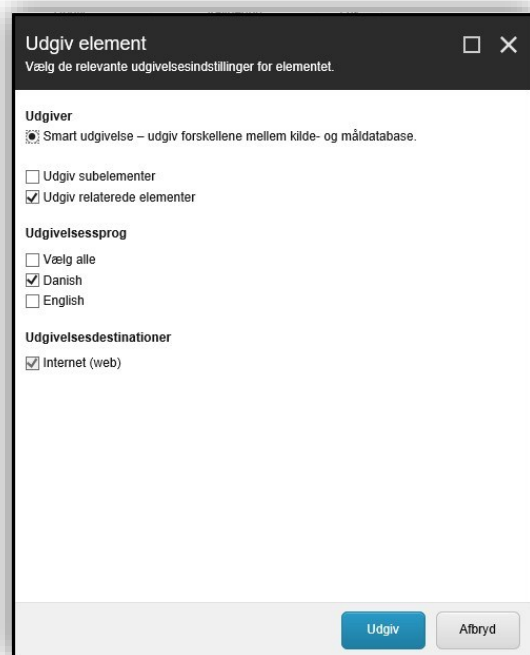 Udgiv element
Vælg de relevante udgivelsesindstillinger for elementet.
Udgiver
Smart udgivelse – udgiv forskellene mellem kilde- og måldatabase.
Udgiv subelementer
Udgiv relaterede elementer
Udgivelsessprog
Vælg alle
Danish
English
Udgivelsesdestinationer
Internet (web)
Udgiv
Afbryd